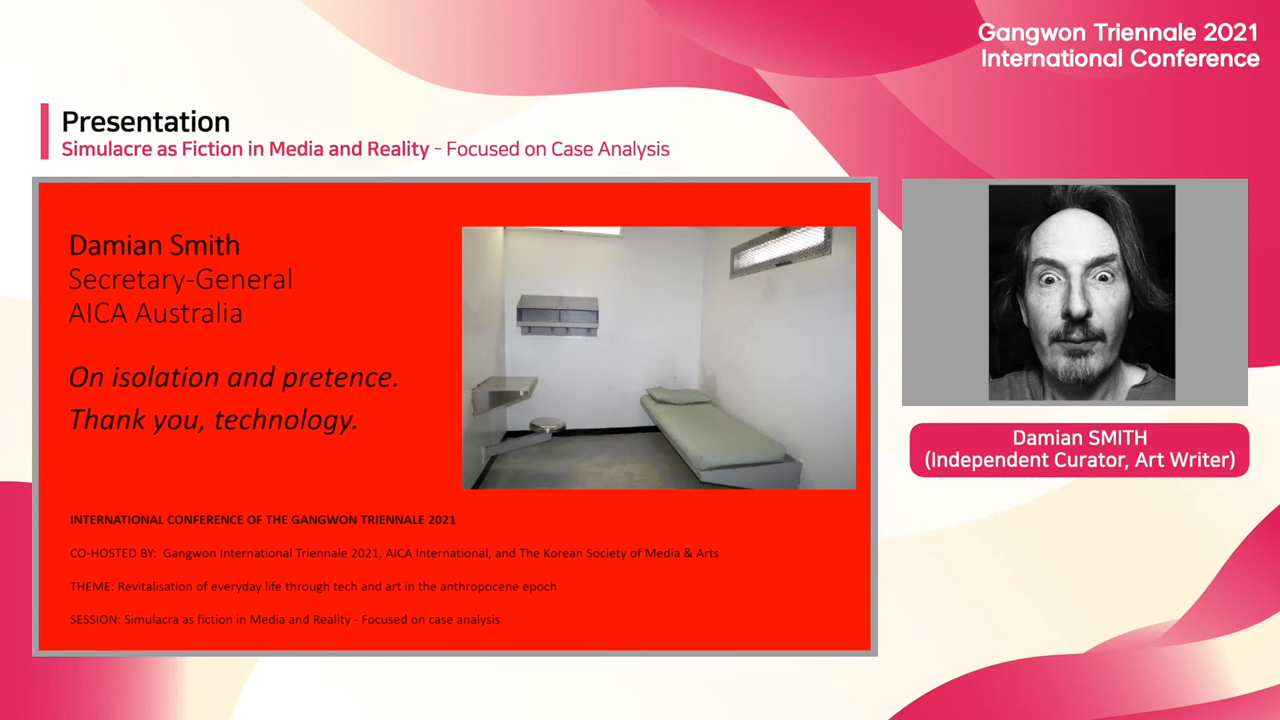 Gangwon Triennale 2021
International Conference
Presentation
Simulacre as Fiction in Media and Reality - Focused on Case Analysis
Damian Smith
Secretary-General
AICA Australia
On isolation and pretence.
Thank you, technology.
INTERNATIONAL CONFERENCE OF THE GANGWON TRIENNALE 2021
CO-HOSTED BY: Gangwon International Triennale 2021, AICA International, and The Korean Society of Media & Arts
THEME: Revitalisation of everyday life through tech and art in the anthropocene epoch
SESSION: Simulacra as fiction in Media and Reality - Focused on case analysis
Damian SMITH
(Independent Curator, Art Writer)